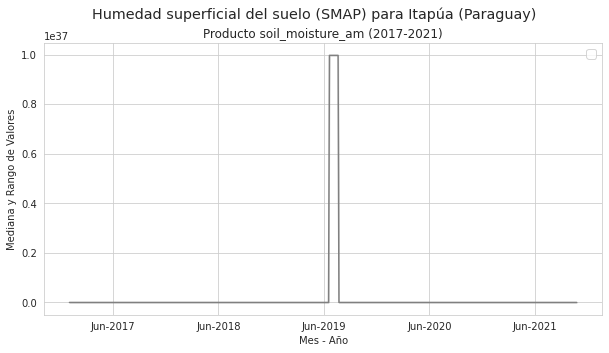 Humedad superficial del suelo (SMAP) para Itapúa (Paraguay)
Producto soil_moisture_am (2017-2021)
1e37
1.0
0.8
0.6
0.4
0.2
0.0
Mediana y Rango de Valores
Jun-2017 Jun-2018 Jun-2019 Jun-2020 Jun-2021
Mes - Año